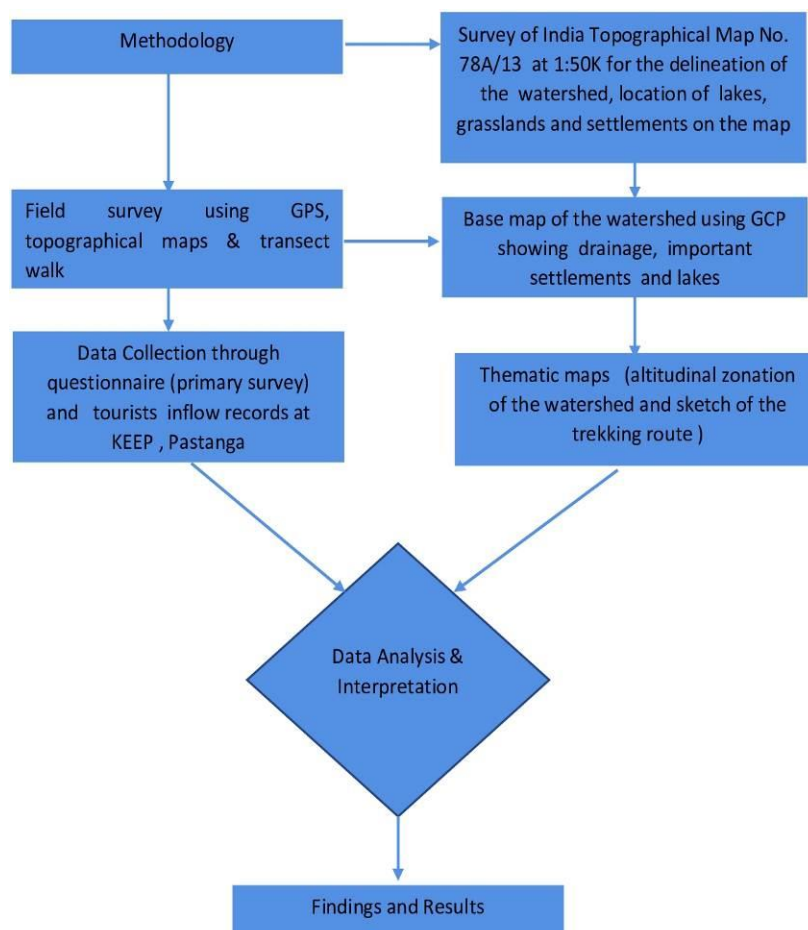 Methodology
Survey of India Topographical Map No.
78A/13 at 1:50K for the delineation of
the watershed, location of lakes,
grasslands and settlements on the map
Field survey using GPS,
topographical maps & transect
walk
Base map of the watershed using GCP
showing drainage, important
settlements and lakes
Data Collection through
questionnaire (primary survey)
and tourists inflow records at
KEEP , Pastanga
Thematic maps (altitudinal zonation
of the watershed and sketch of the
trekking route )
Data Analysis &
Interpretation
Findings and Results